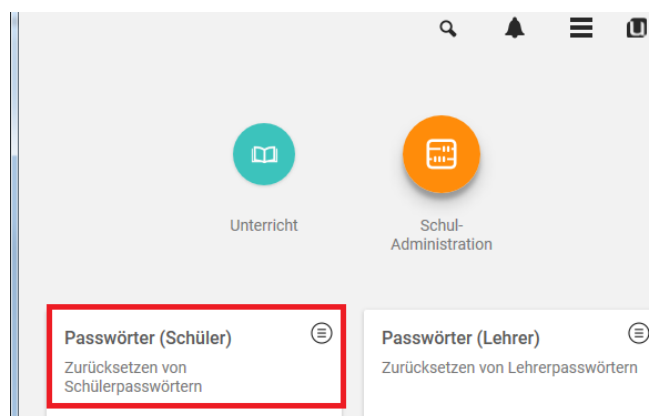 Unterricht
Schul-
Administration
Passwörter (Schüler)
Zurücksetzen von
Schülerpasswörtern
Passwörter (Lehrer)
Zurücksetzen von Lehrerpasswörtern